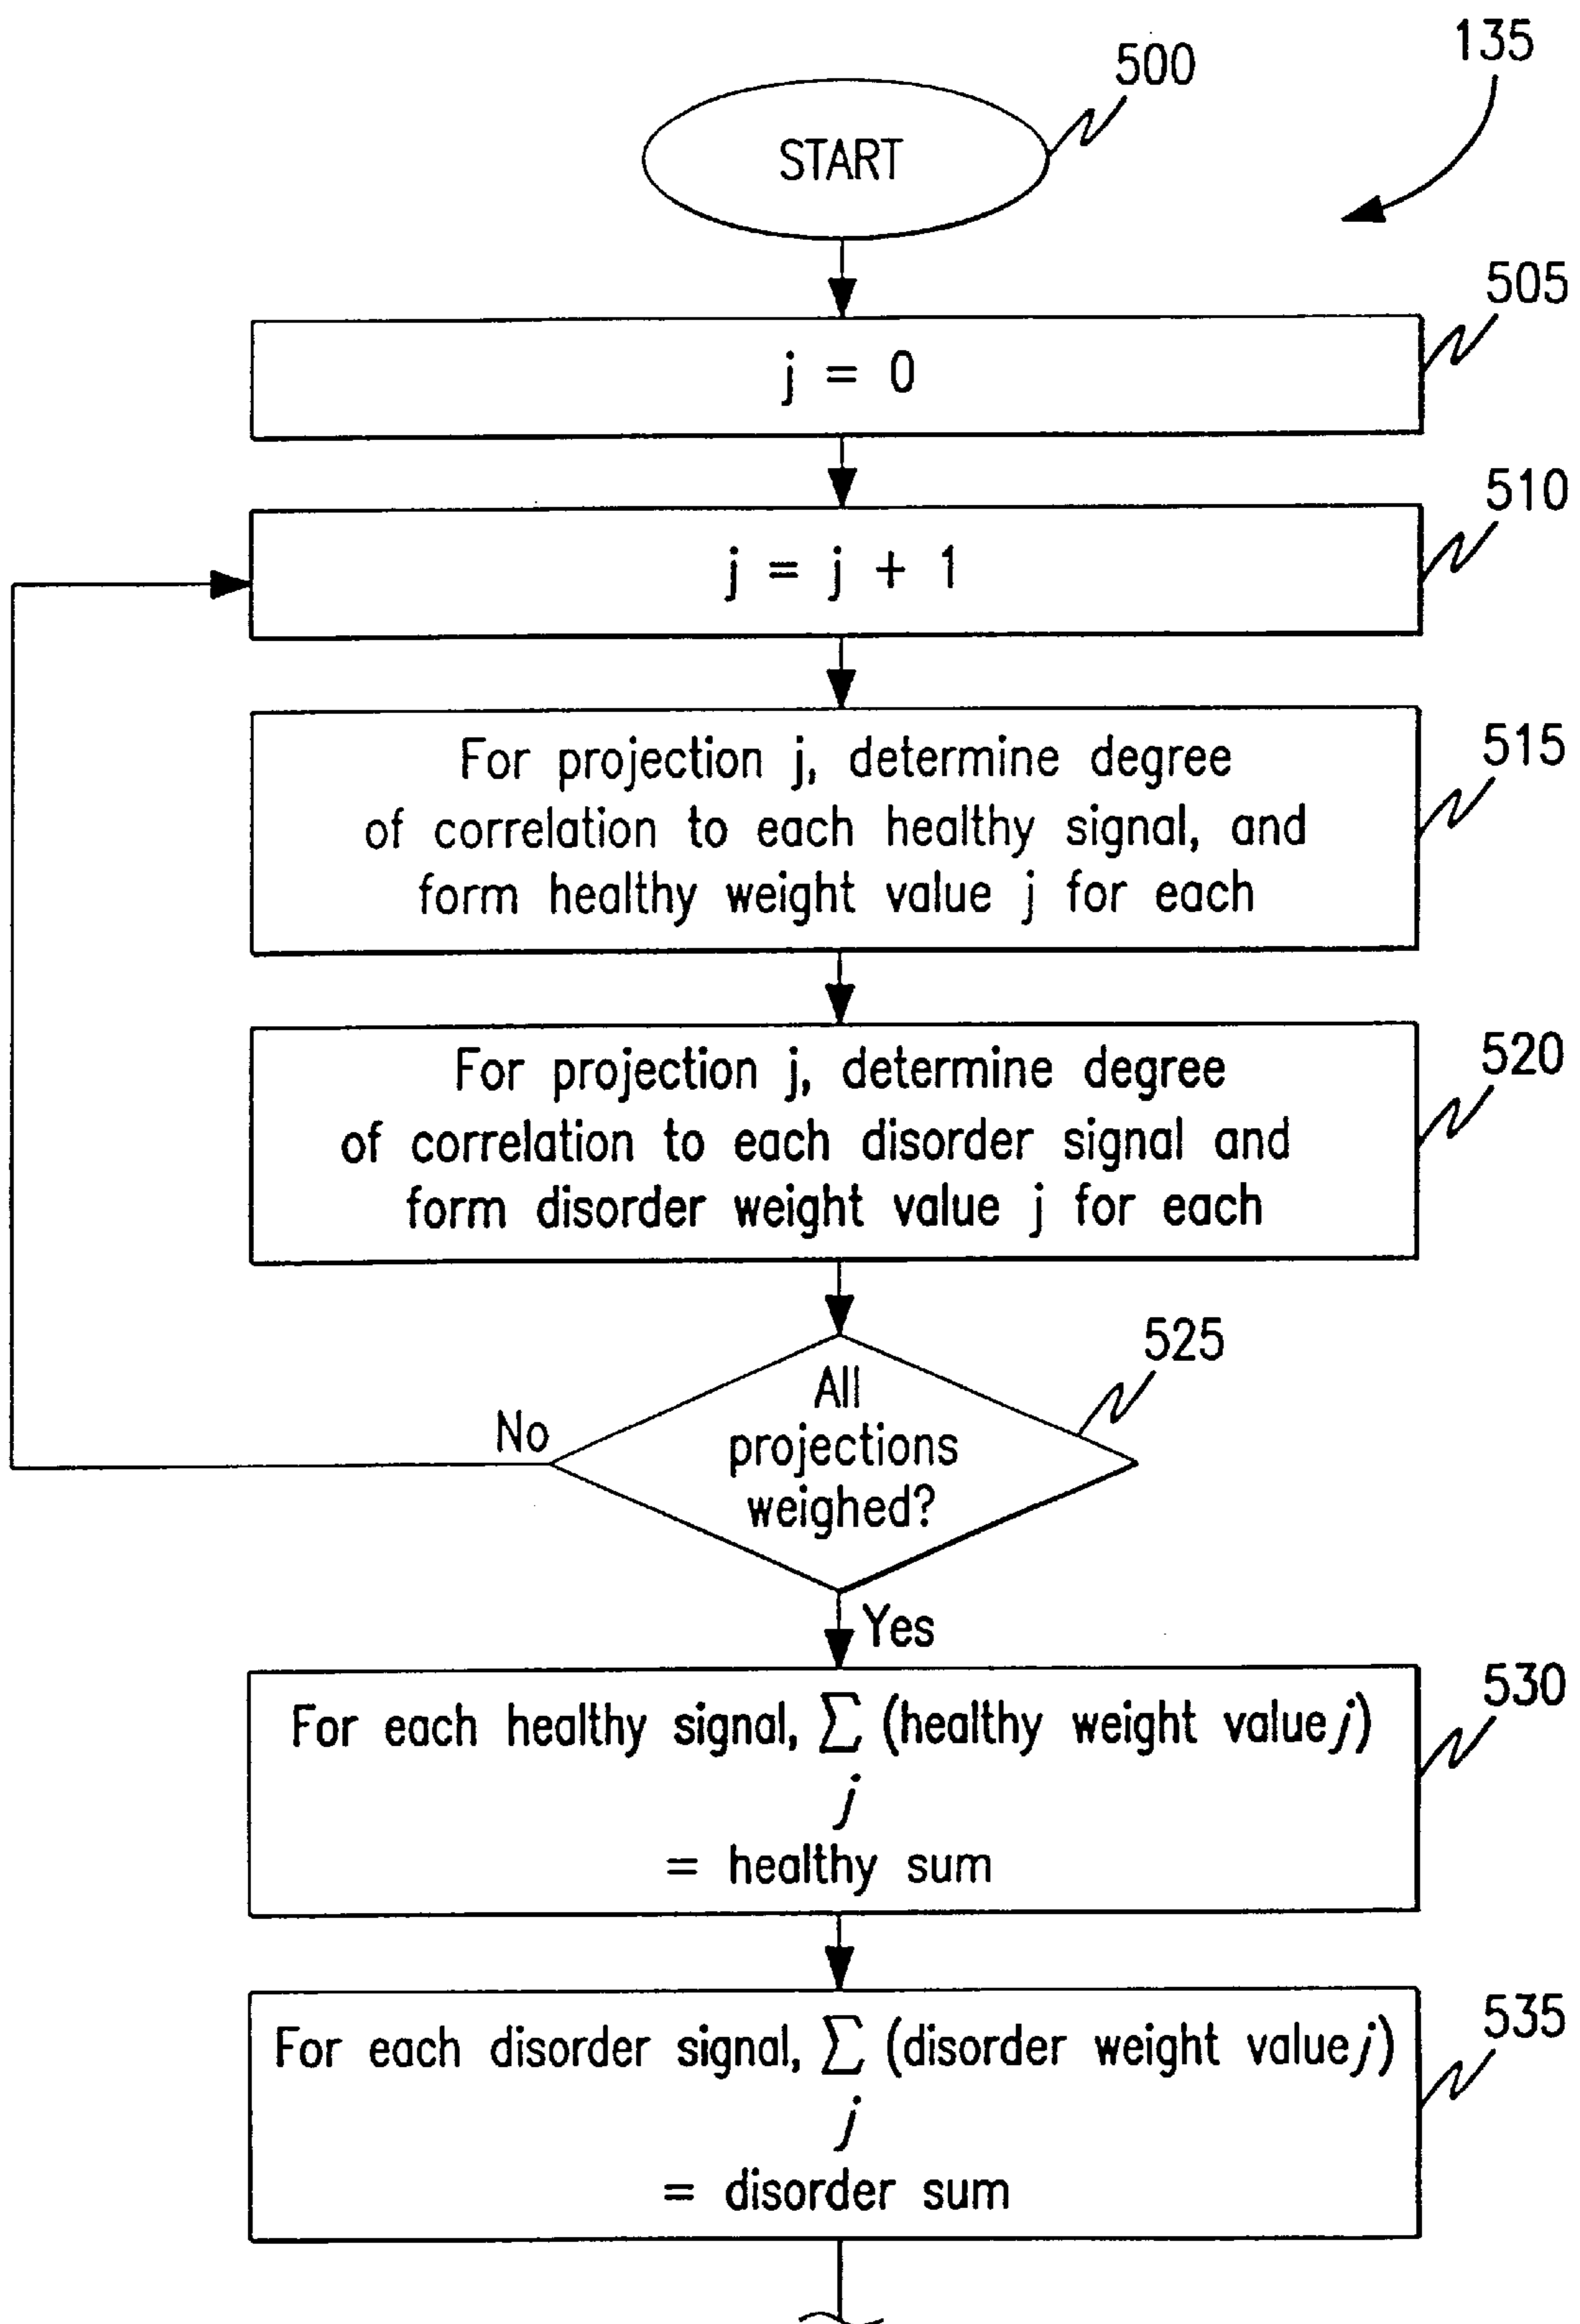 135
500
START
505
j = 0
510
j = j + 1
515
For projection j, determine degree
of correlation to each healthy signal, and
form healthy weight value j for each
520
For projection j, determine degree
of correlation to each disorder signal and
form disorder weight value j for each
525
All
projections
weighed?
No
Yes
530
For each healthy signal, ∑ (healthy weight value j)
j
= healthy sum
535
For each disorder signal, ∑ (disorder weight value j)
j
= disorder sum